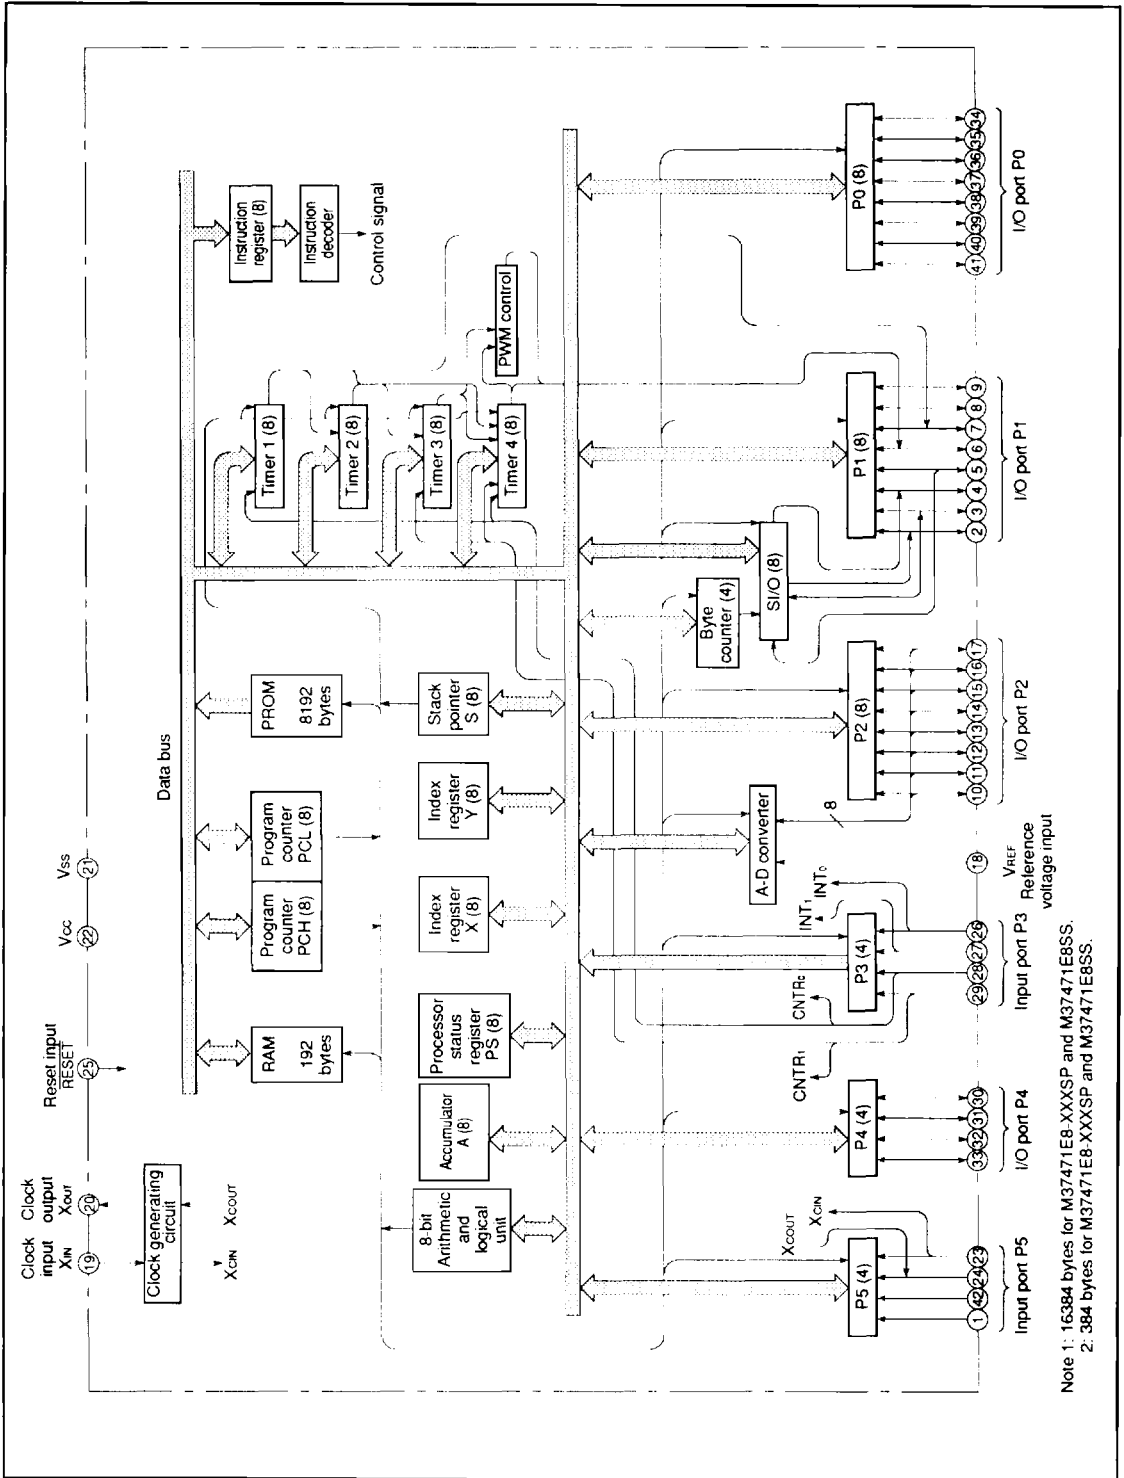 Clock input
XIN
19
Clock output
XOUT
20
Reset input
RESET
25
VCC
22
VSS
21
Clock generating circuit
XCIN
XCOUT
Data bus
RAM
192 bytes
Program counter
PCH (8)
Program counter
PCL (8)
PROM
8192 bytes
Instruction register (8)
Instruction decoder
Control signal
8-bit Arithmetic and logical unit
Accumulator
A (8)
Processor status register
PS (8)
Index register
X (8)
Index register
Y (8)
Stack pointer
S (8)
Timer 1 (8)
Timer 2 (8)
Timer 3 (8)
Timer 4 (8)
PWM control
Byte counter (4)
SI/O (8)
A-D converter
8
XCOUT
XCIN
CNTR1
CNTR0
INT1
INT0
P5 (4)
P4 (4)
P3 (4)
P2 (8)
P1 (8)
P0 (8)
1 42 24 23
33 32 31 30
29 28 27 26
18
10 11 12 13 14 15 16 17
2 3 4 5 6 7 8 9
41 40 39 38 37 36 35 34
Input port P5
I/O port P4
Input port P3
VREF
Reference voltage input
I/O port P2
I/O port P1
I/O port P0
Note 1: 16384 bytes for M37471E8-XXXSP and M37471E8SS.
2: 384 bytes for M37471E8-XXXSP and M37471E8SS.